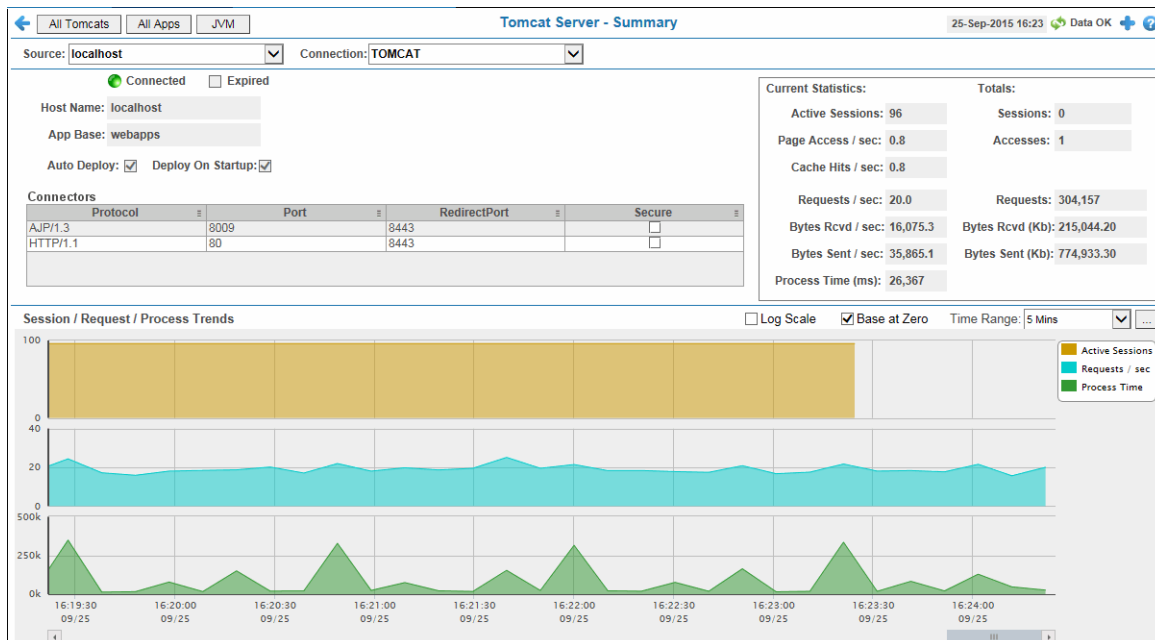 All Tomcats All Apps JVM Tomcat Server - Summary 25-Sep-2015 16:23 Data OK ?
Source: localhost Connection: TOMCAT
Connected Expired
Host Name: localhost
App Base: webapps
Auto Deploy: Deploy On Startup:
Connectors
Protocol Port RedirectPort Secure
AJP/1.3 8009 8443
HTTP/1.1 80 8443
Current Statistics: Totals:
Active Sessions: 96 Sessions: 0
Page Access / sec: 0.8 Accesses: 1
Cache Hits / sec: 0.8
Requests / sec: 20.0 Requests: 304,157
Bytes Rcvd / sec: 16,075.3 Bytes Rcvd (Kb): 215,044.20
Bytes Sent / sec: 35,865.1 Bytes Sent (Kb): 774,933.30
Process Time (ms): 26,367
Session / Request / Process Trends Log Scale Base at Zero Time Range: 5 Mins ...
100
0
40
20
0
500k
250k
0k
Active Sessions
Requests / sec
Process Time
16:19:30 16:20:00 16:20:30 16:21:00 16:21:30 16:22:00 16:22:30 16:23:00 16:23:30 16:24:00
09/25 09/25 09/25 09/25 09/25 09/25 09/25 09/25 09/25 09/25